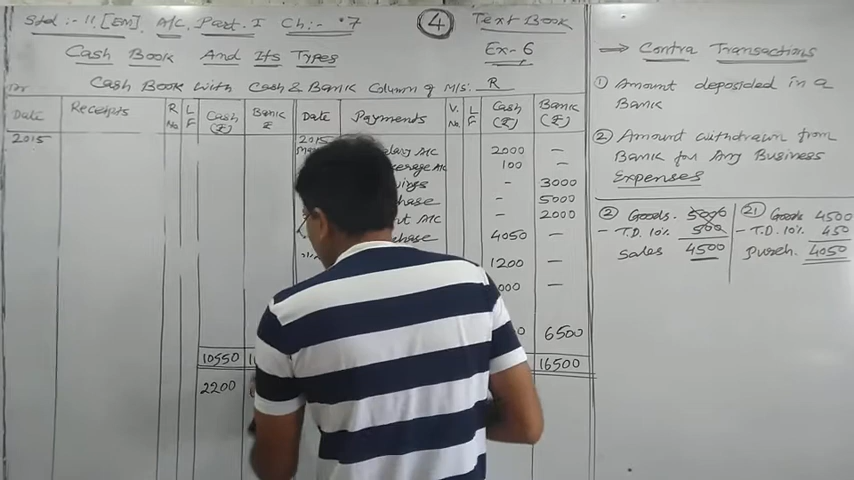 Std :- 11. [EM]. A/C. Part. I Ch:- 7 4 Text Book
Cash Book And Its Types Ex-6
Cash Book with Cash & Bank Column of M/s: R
Date Receipts R No L F Cash (₹) Bank ₹ Date Payments V. No. L F Cash (₹) Bank (₹)
2015 2015
A/C 2000 -
A/C 100 -
- 3000
- 5000
A/C - 2000
4050 -
1200 -
6500
10550 16500
2200
⇒ Contra Transactions
① Amount deposided in a
Bank
② Amount withdrawn from
Bank for Any Business
Expenses
② Goods. 5000
- T.D. 10% 500
Sales 4500
21 Goods 4500
- T.D. 10% 450
Purch. 4050